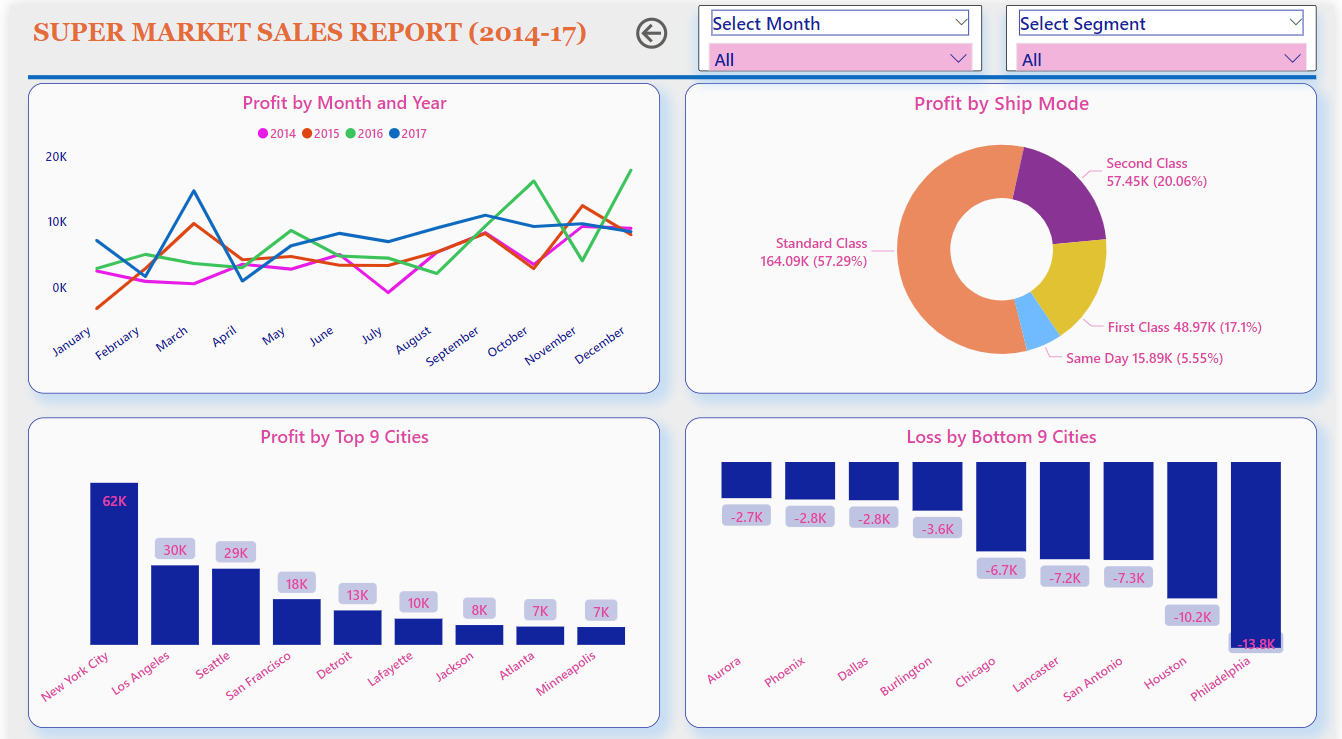 SUPER MARKET SALES REPORT (2014-17)
Select Month
All
Select Segment
All
Profit by Month and Year
2014 2015 2016 2017
20K
10K
0K
January February March April May June July August September October November December
Profit by Ship Mode
Second Class
57.45K (20.06%)
Standard Class
164.09K (57.29%)
First Class 48.97K (17.1%)
Same Day 15.89K (5.55%)
Profit by Top 9 Cities
62K 30K 29K 18K 13K 10K 8K 7K 7K
New York City Los Angeles Seattle San Francisco Detroit Lafayette Jackson Atlanta Minneapolis
Loss by Bottom 9 Cities
-2.7K -2.8K -2.8K -3.6K -6.7K -7.2K -7.3K -10.2K -13.8K
Aurora Phoenix Dallas Burlington Chicago Lancaster San Antonio Houston Philadelphia